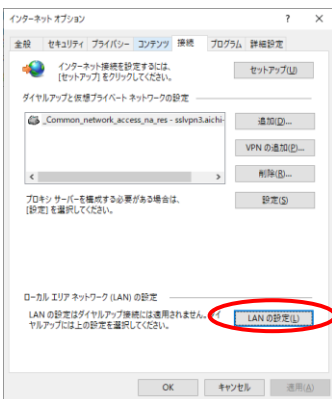 インターネット オプション
? ×
全般 セキュリティ プライバシー コンテンツ 接続 プログラム 詳細設定
インターネット接続を設定するには、
[セットアップ] をクリックしてください。
セットアップ(U)
ダイヤルアップと仮想プライベート ネットワークの設定
_Common_network_access_na_res - sslvpn3.aichi-
追加(D)...
VPN の追加(P)...
削除(R)...
プロキシ サーバーを構成する必要がある場合は、
[設定] を選択してください。
設定(S)
ローカル エリア ネットワーク (LAN) の設定
LAN の設定はダイヤルアップ接続には適用されません。ダイ
ヤルアップには上の設定を選択してください。
LAN の設定(L)
OK キャンセル 適用(A)